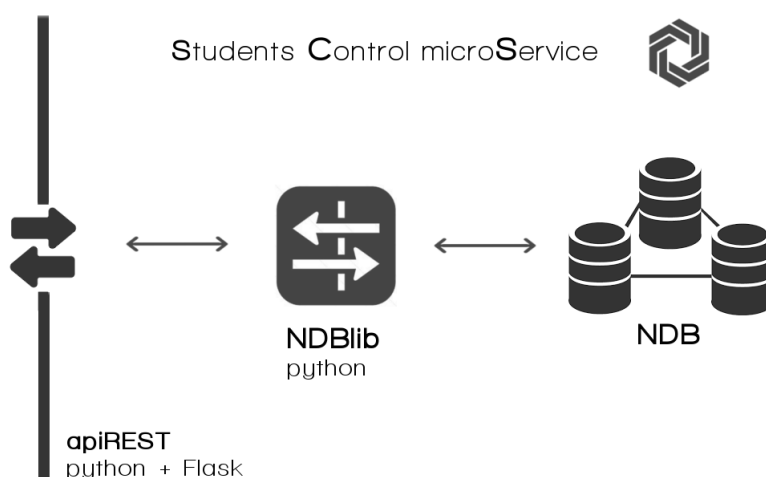 Students Control microService
NDBlib
python
NDB
apiREST
python + Flask